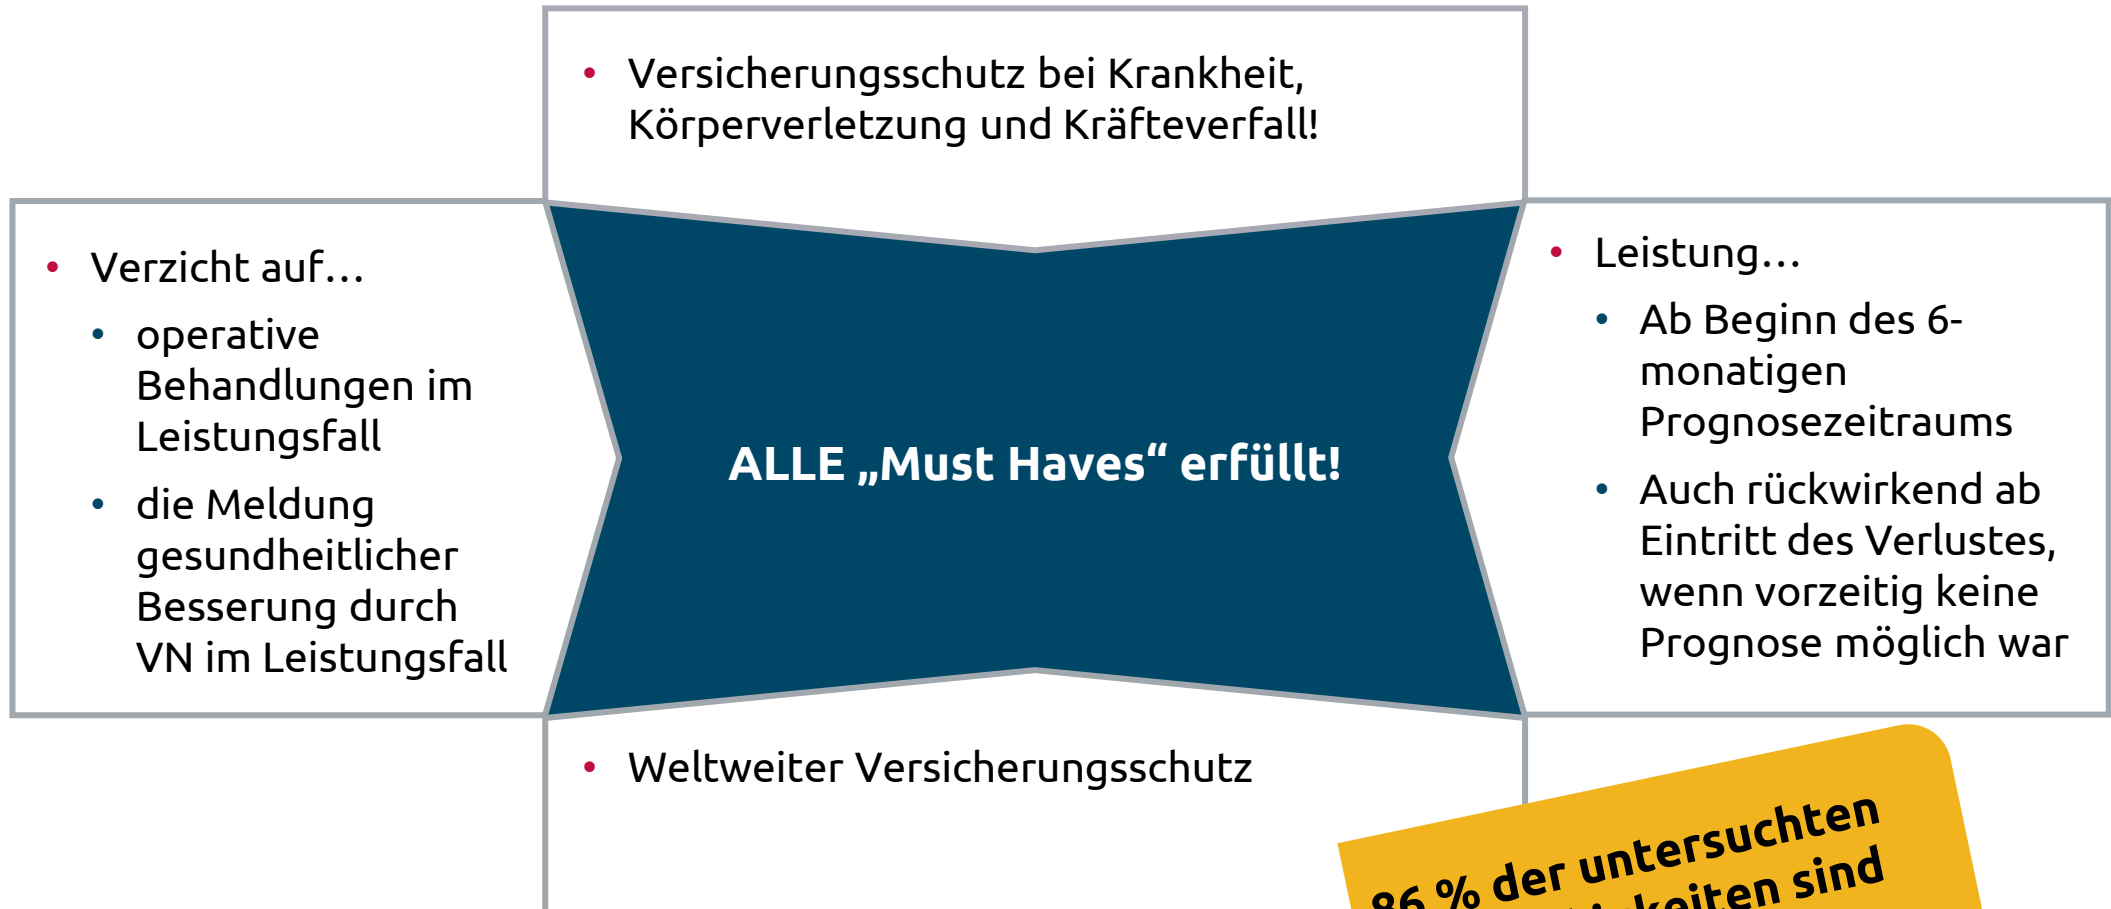 Versicherungsschutz bei Krankheit,
Körperverletzung und Kräfteverfall!
Verzicht auf…
operative
Behandlungen im
Leistungsfall
die Meldung
gesundheitlicher
Besserung durch
VN im Leistungsfall
ALLE „Must Haves“ erfüllt!
Leistung…
Ab Beginn des 6-
monatigen
Prognosezeitraums
Auch rückwirkend ab
Eintritt des Verlustes,
wenn vorzeitig keine
Prognose möglich war
Weltweiter Versicherungsschutz
86 % der untersuchten
sind